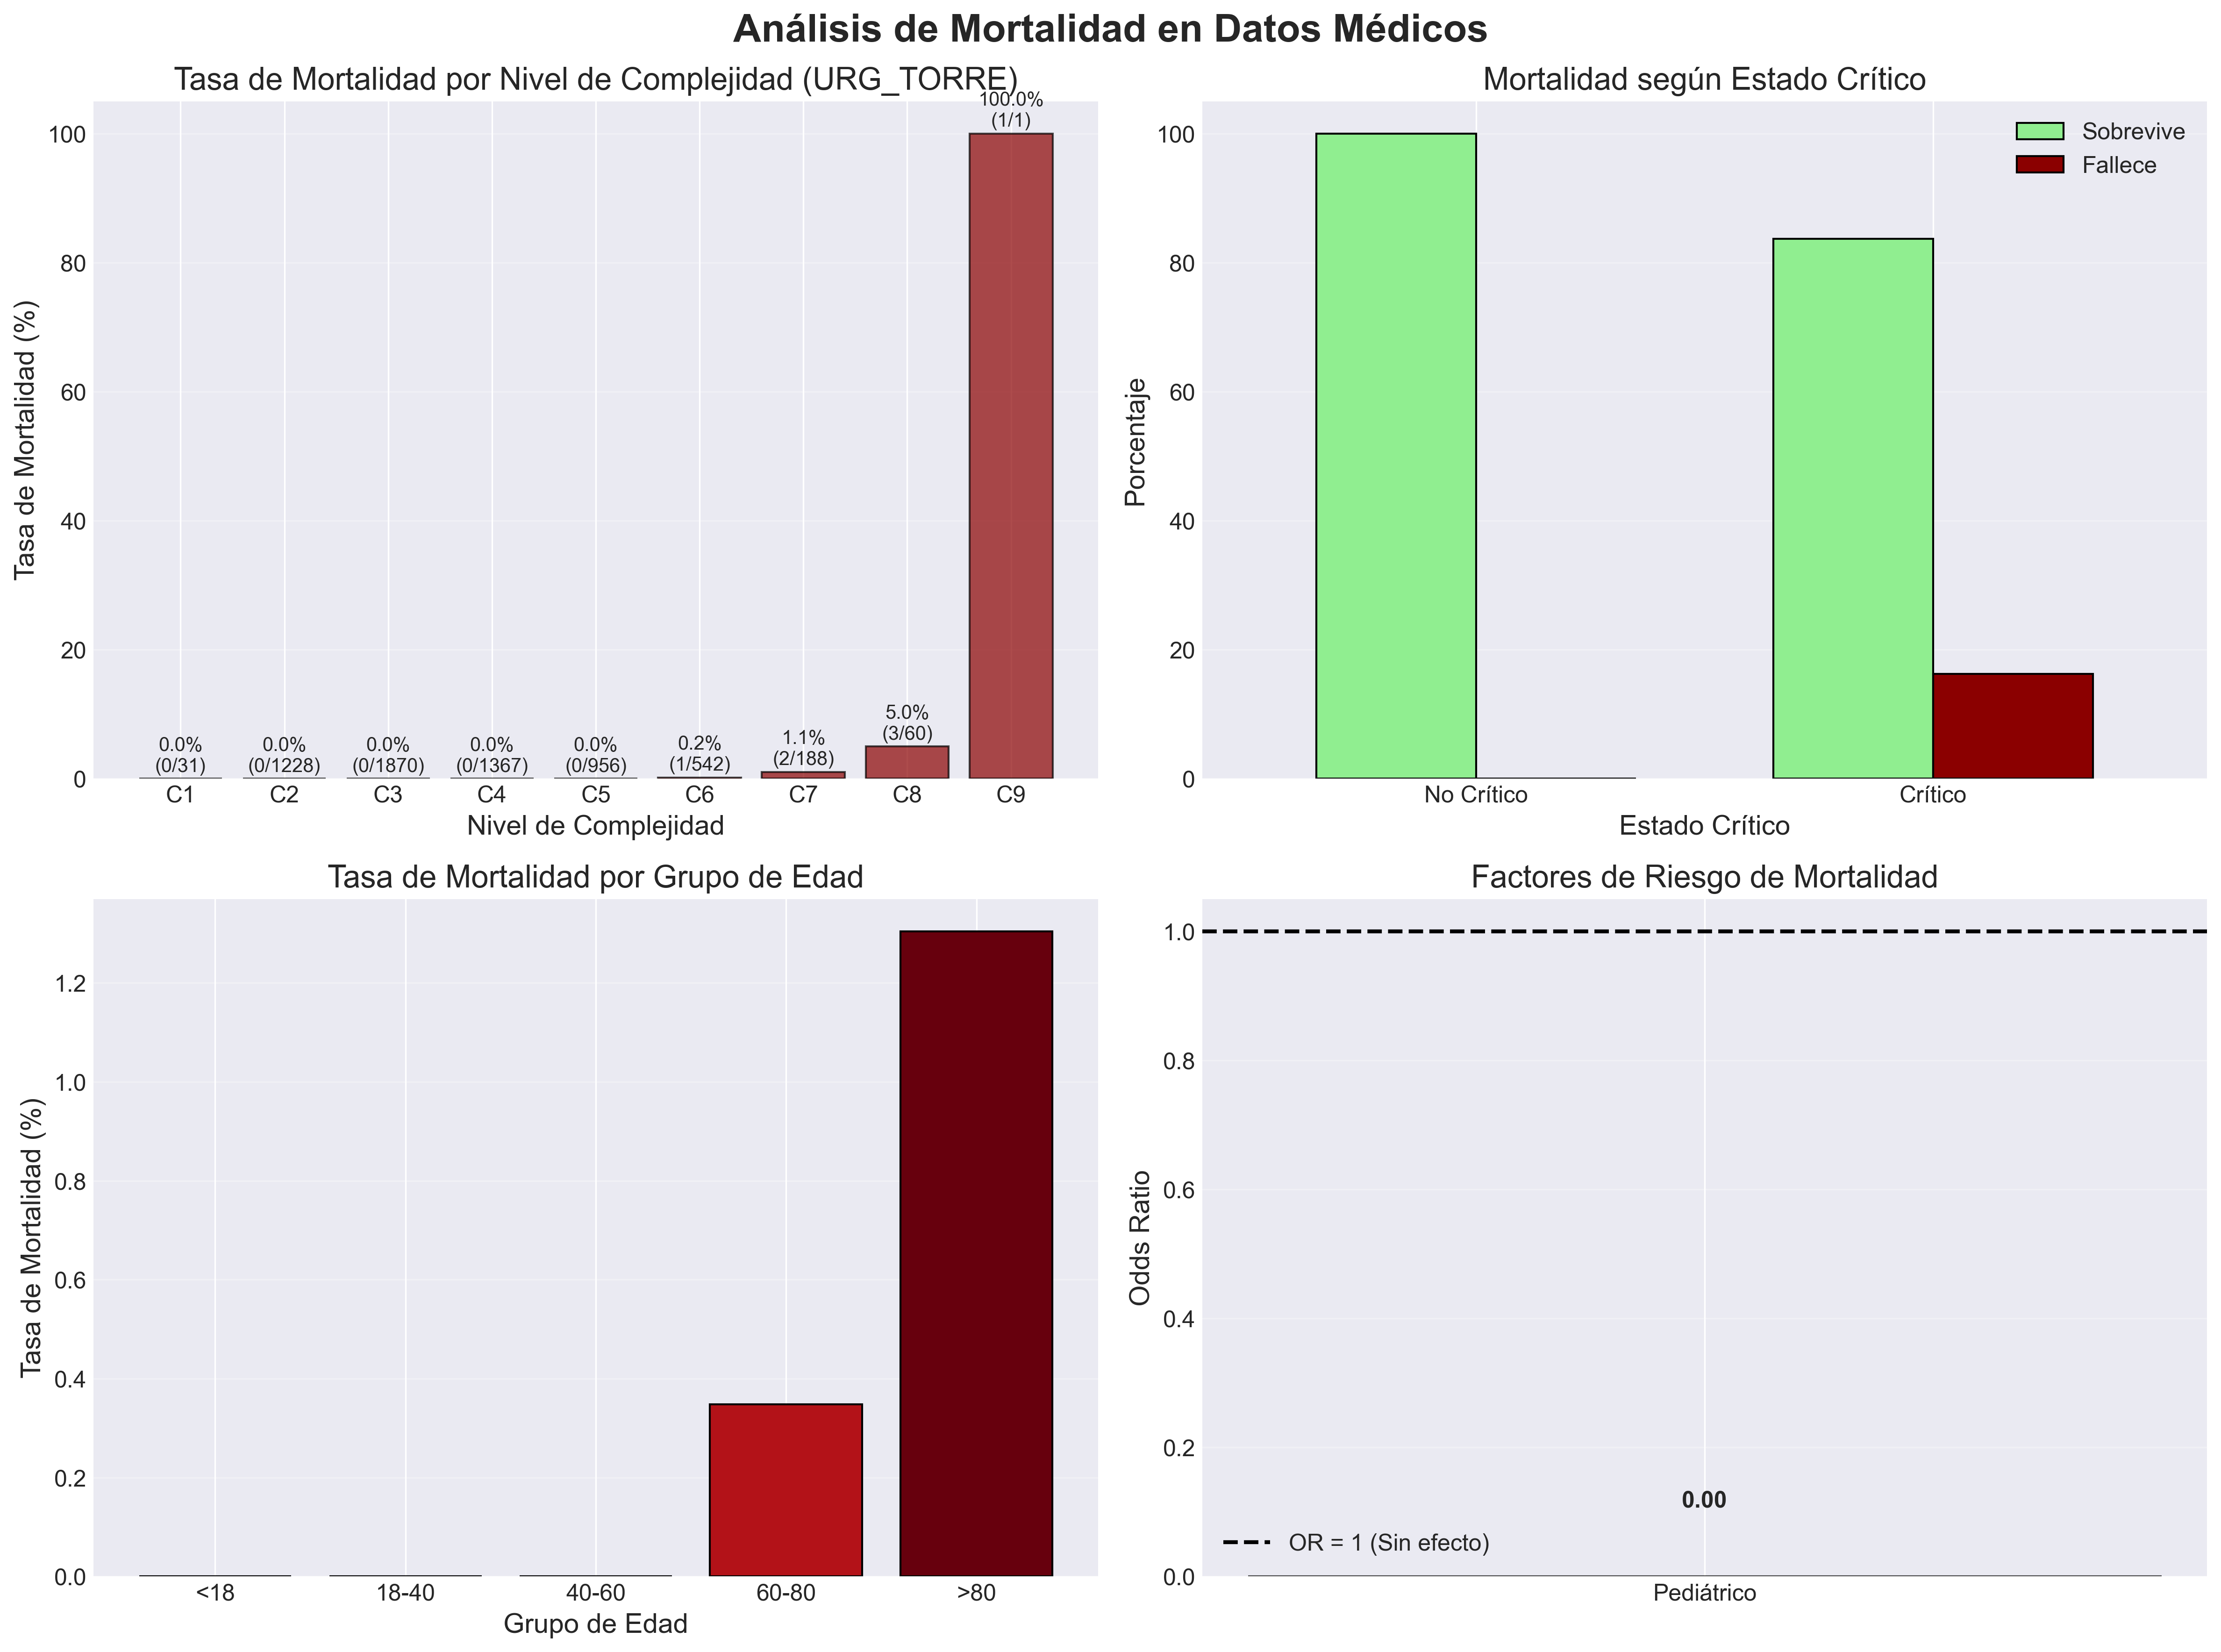 Análisis de Mortalidad en Datos Médicos
Tasa de Mortalidad por Nivel de Complejidad (URG_TORRE)
Tasa de Mortalidad (%)
100
80
60
40
20
0
0.0%
(0/31)
0.0%
(0/1228)
0.0%
(0/1870)
0.0%
(0/1367)
0.0%
(0/956)
0.2%
(1/542)
1.1%
(2/188)
5.0%
(3/60)
100.0%
(1/1)
C1 C2 C3 C4 C5 C6 C7 C8 C9
Nivel de Complejidad
Mortalidad según Estado Crítico
Porcentaje
100
80
60
40
20
0
Sobrevive
Fallece
No Crítico Crítico
Estado Crítico
Tasa de Mortalidad por Grupo de Edad
Tasa de Mortalidad (%)
1.2
1.0
0.8
0.6
0.4
0.2
0.0
<18 18-40 40-60 60-80 >80
Grupo de Edad
Factores de Riesgo de Mortalidad
Odds Ratio
1.0
0.8
0.6
0.4
0.2
0.0
0.00
OR = 1 (Sin efecto)
Pediátrico